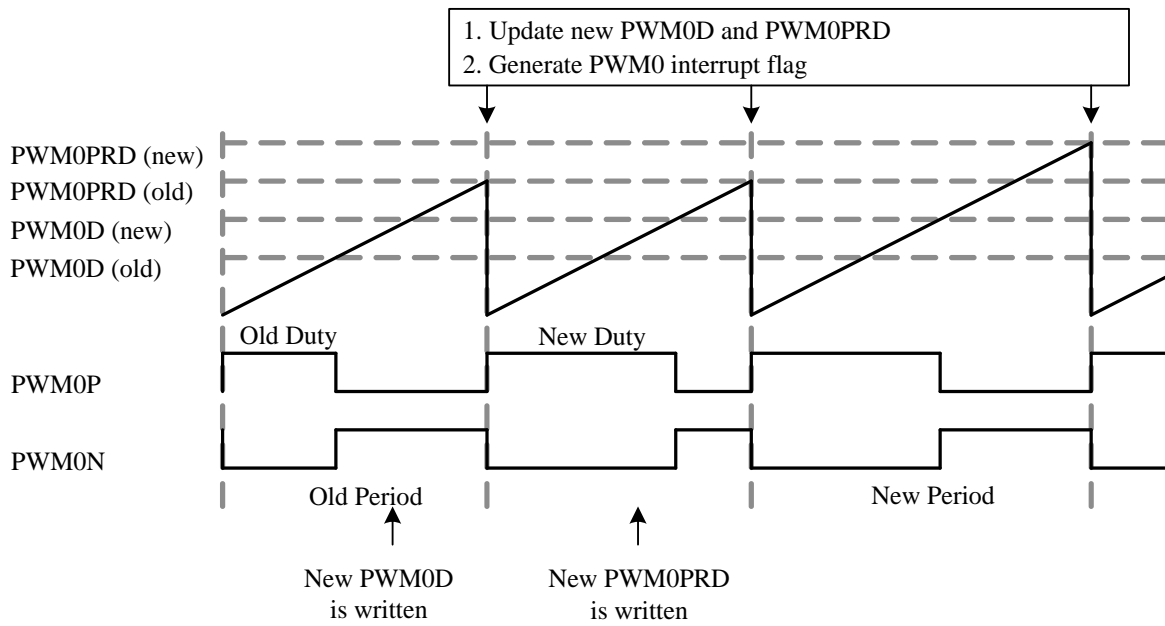 1. Update new PWM0D and PWM0PRD
2. Generate PWM0 interrupt flag
PWM0PRD (new)
PWM0PRD (old)
PWM0D (new)
PWM0D (old)
Old Duty
New Duty
PWM0P
PWM0N
Old Period
New Period
New PWM0D
is written
New PWM0PRD
is written